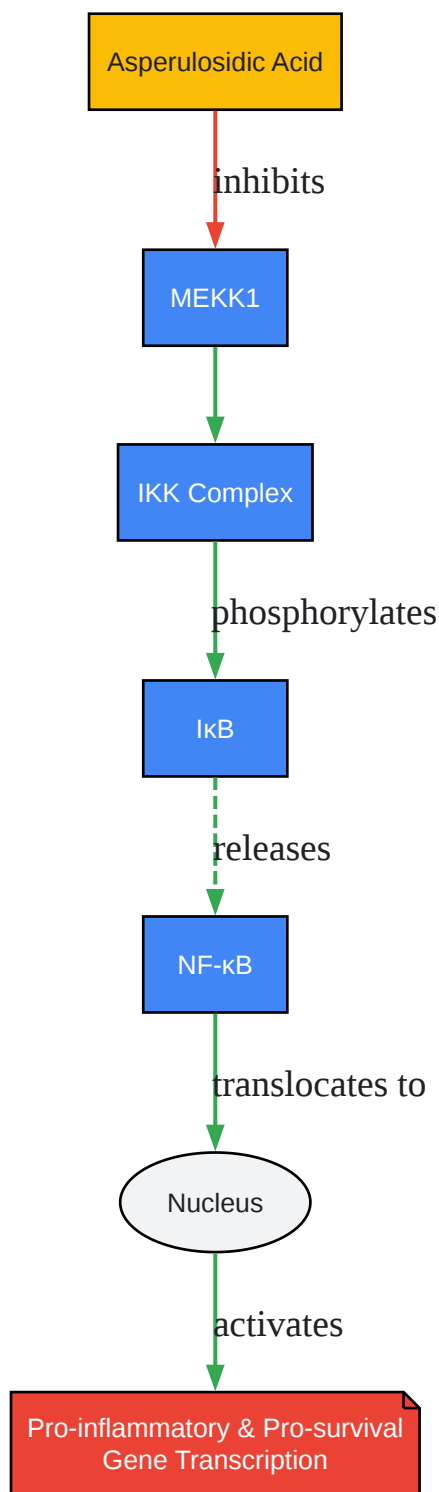 Asperulosidic Acid
inhibits
MEKK1
IKK Complex
phosphorylates
IκB
releases
NF-κB
translocates to
Nucleus
activates
Pro-inflammatory & Pro-survival
Gene Transcription